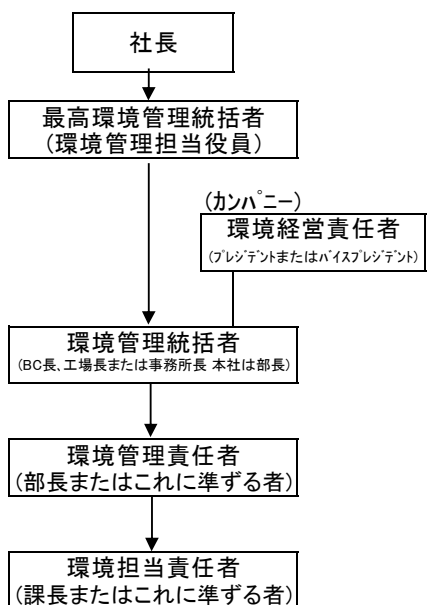 社長
最高環境管理統括者
(環境管理担当役員)
(ｶﾝﾊﾟﾆｰ)
環境経営責任者
(ﾌﾟﾚｼﾞﾃﾞﾝﾄまたはﾊﾞｲｽﾌﾟﾚｼﾞﾃﾞﾝﾄ)
環境管理統括者
(BC長、工場長または事務所長 本社は部長)
環境管理責任者
(部長またはこれに準ずる者)
環境担当責任者
(課長またはこれに準ずる者)